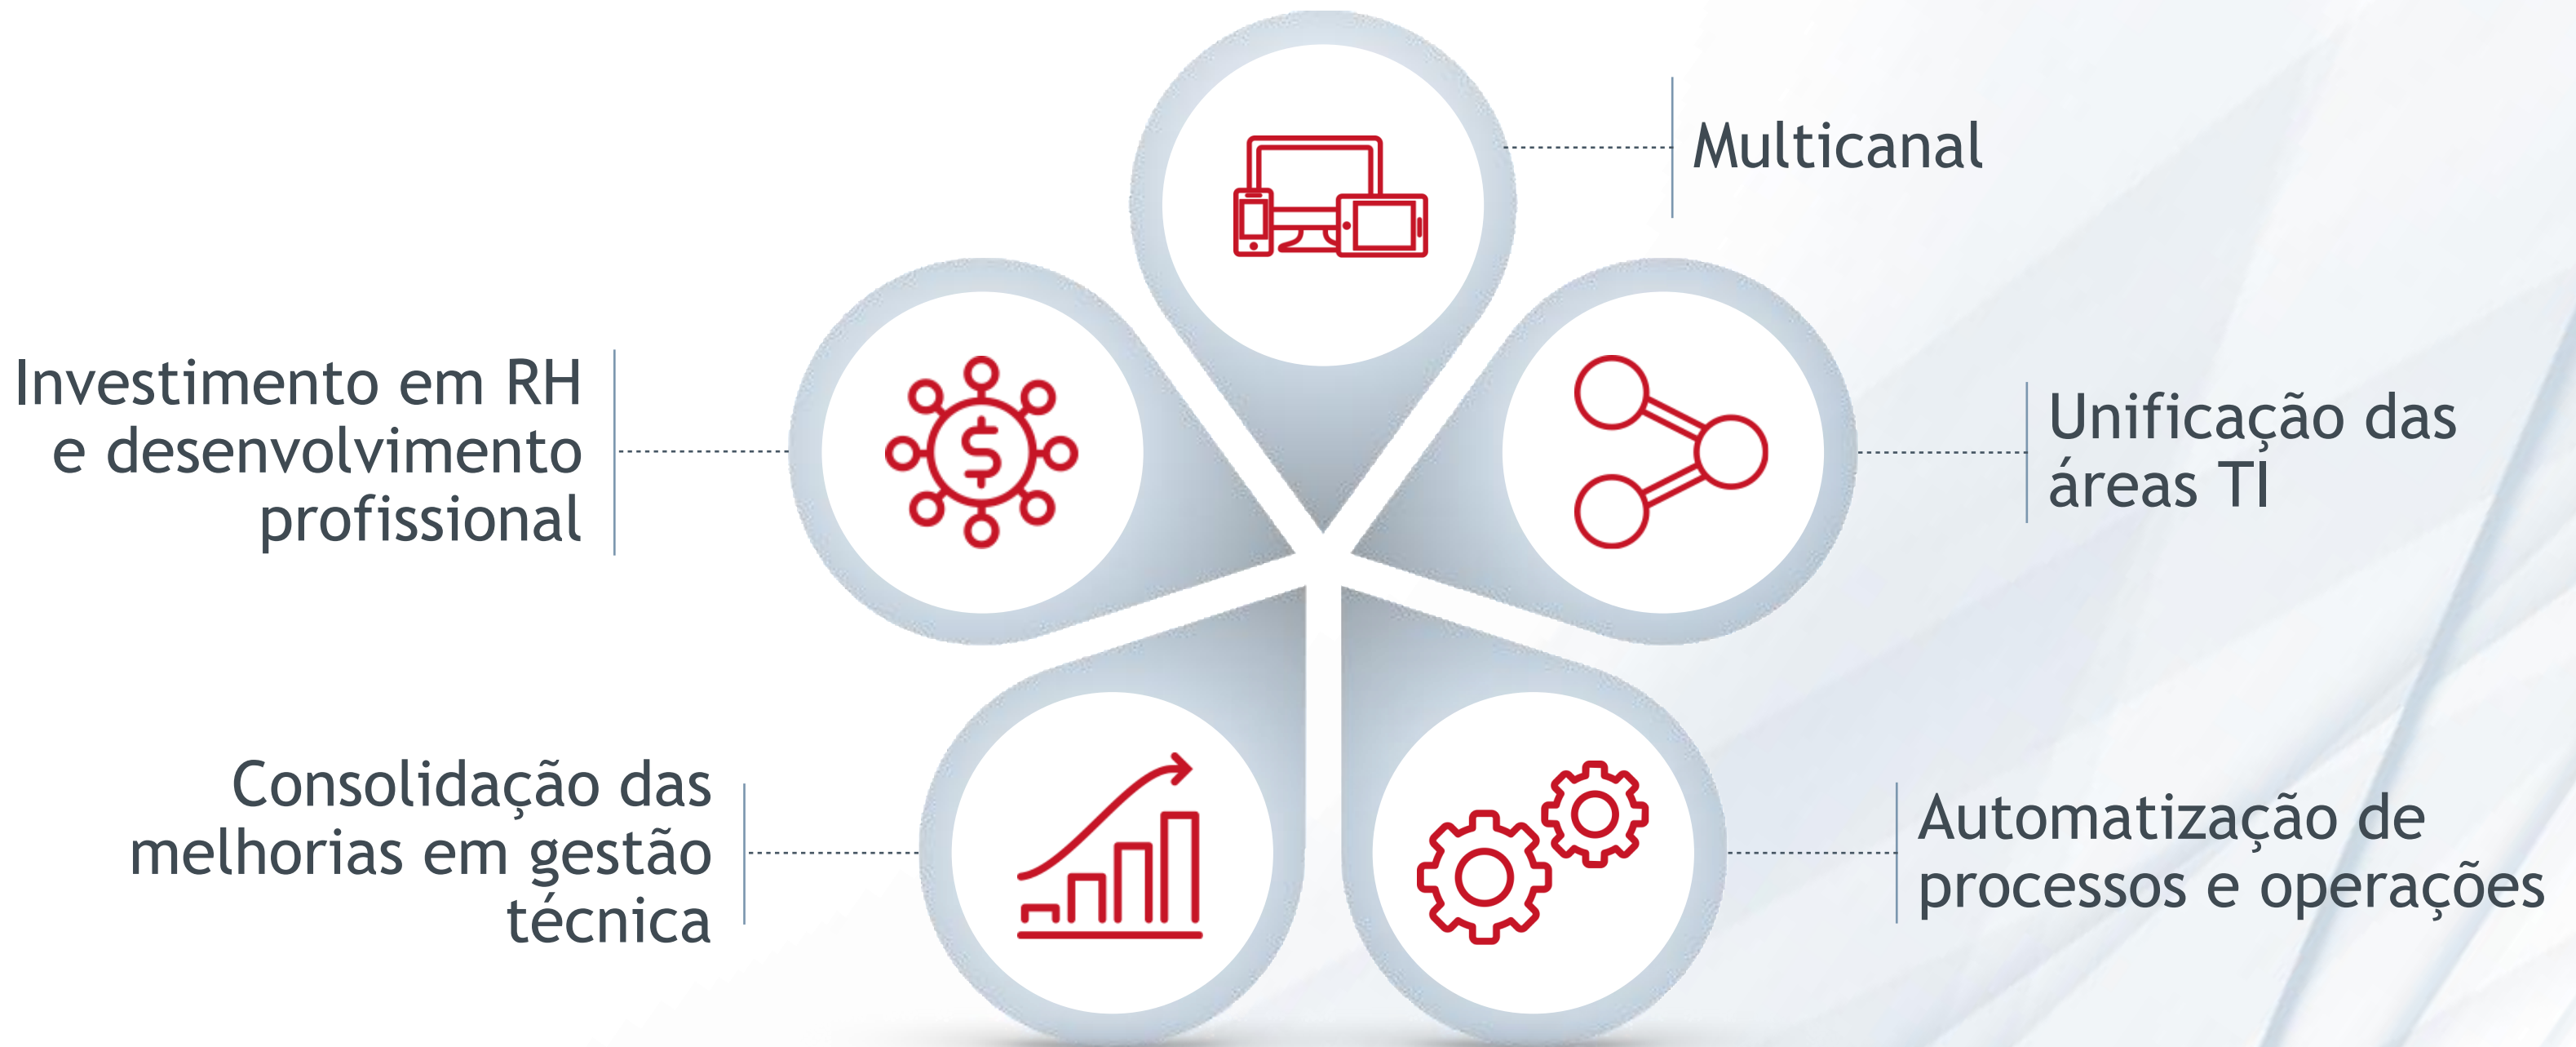 Multicanal
Investimento em RH
e desenvolvimento
profissional
Unificação das
áreas TI
Consolidação das
melhorias em gestão
técnica
Automatização de
processos e operações